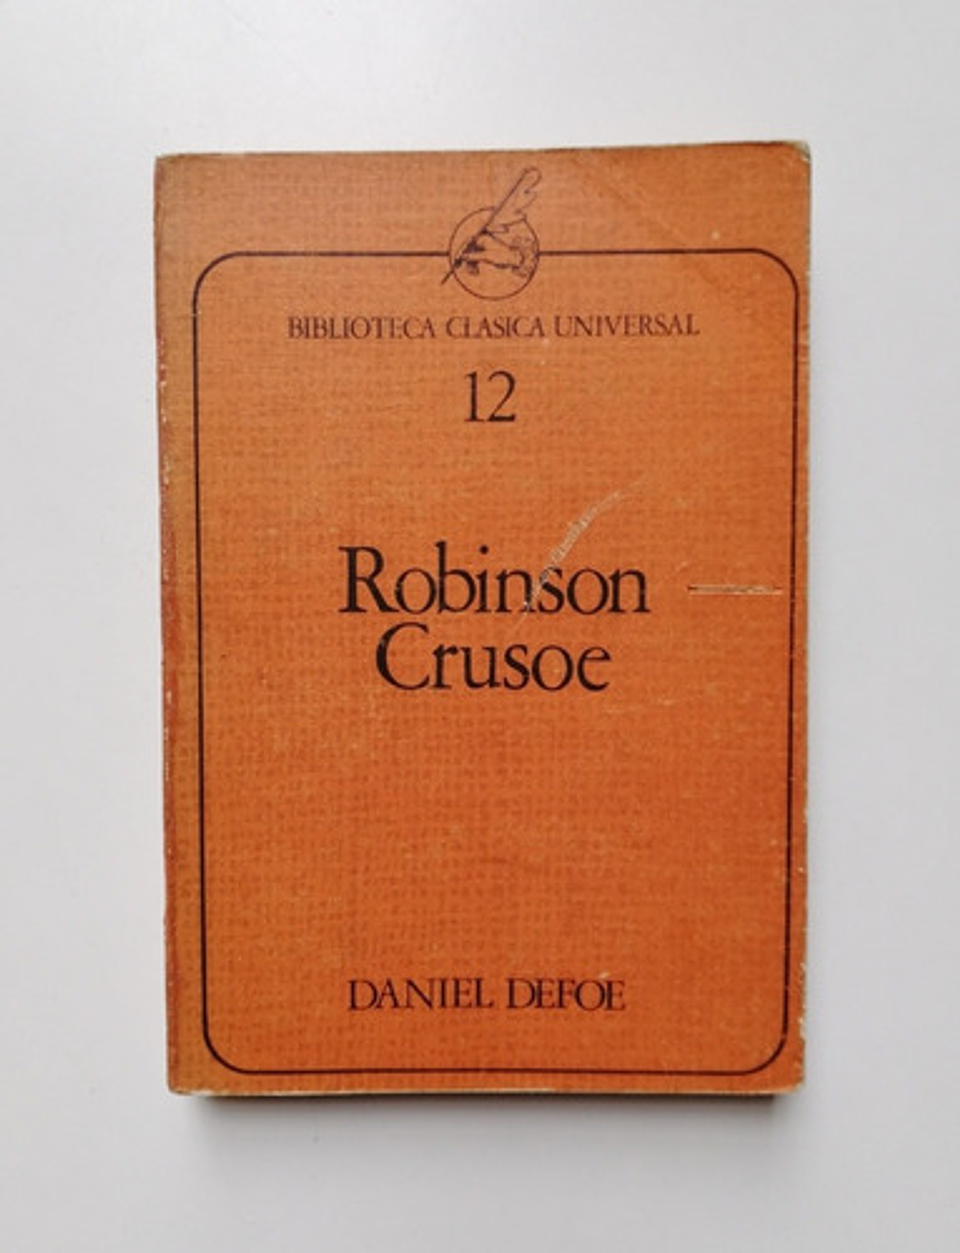 BIBLIOTECA CLASICA UNIVERSAL
12
Robinson
Crusoe
DANIEL DEFOE